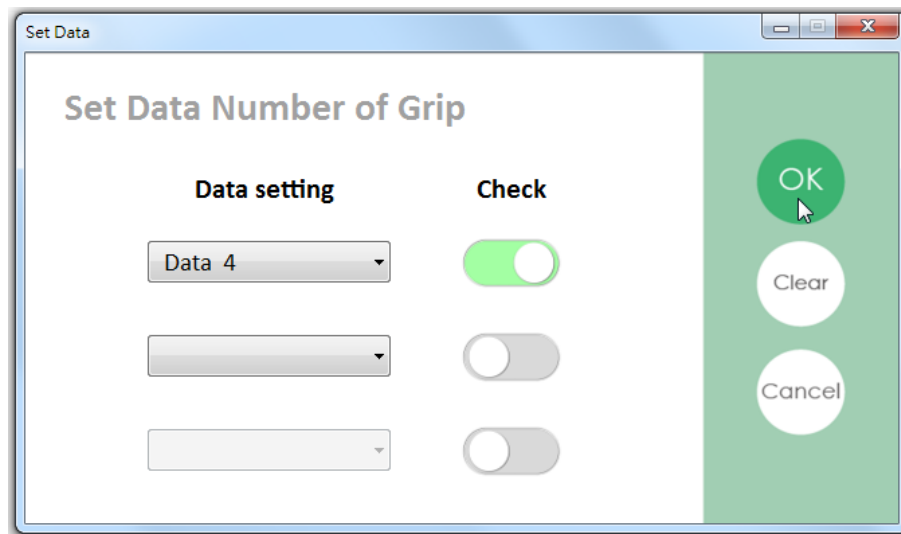 Set Data
Set Data Number of Grip
Data setting Check
Data 4
OK
Clear
Cancel